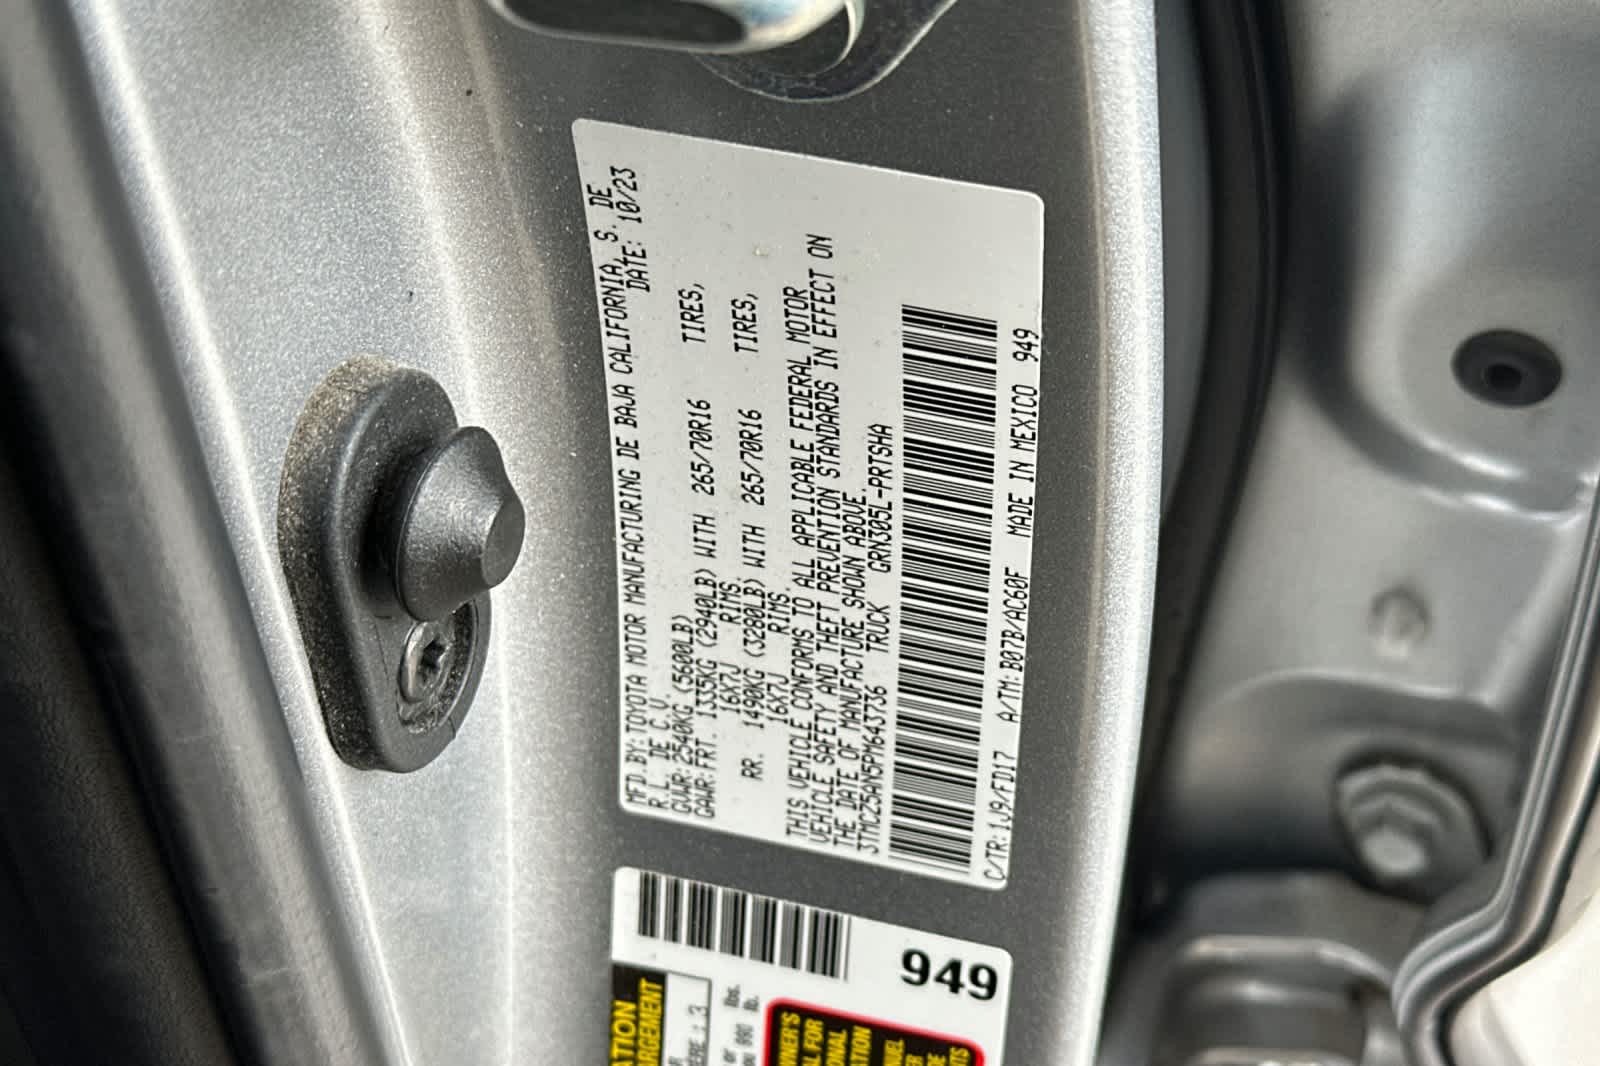 MFD.BY:TOYOTA MOTOR MANUFACTURING DE BAJA CALIFORNIA, S. DE
R.L. DE C.V. DATE: 10/23
GVWR:2540KG (5600LB)
GAWR:FRT. 1335KG (2940LB) WITH 265/70R16 TIRES,
16X7J RIMS.
RR. 1490KG (3280LB) WITH 265/70R16 TIRES,
16X7J RIMS.
THIS VEHICLE CONFORMS TO ALL APPLICABLE FEDERAL MOTOR
VEHICLE SAFETY AND THEFT PREVENTION STANDARDS IN EFFECT ON
THE DATE OF MANUFACTURE SHOWN ABOVE.
3TMCZ5AN5PM643736 TRUCK GRN305L-PRTSHA
C/TR:1J9/FD17 A/TM:B07B/AC60F MADE IN MEXICO 949
949